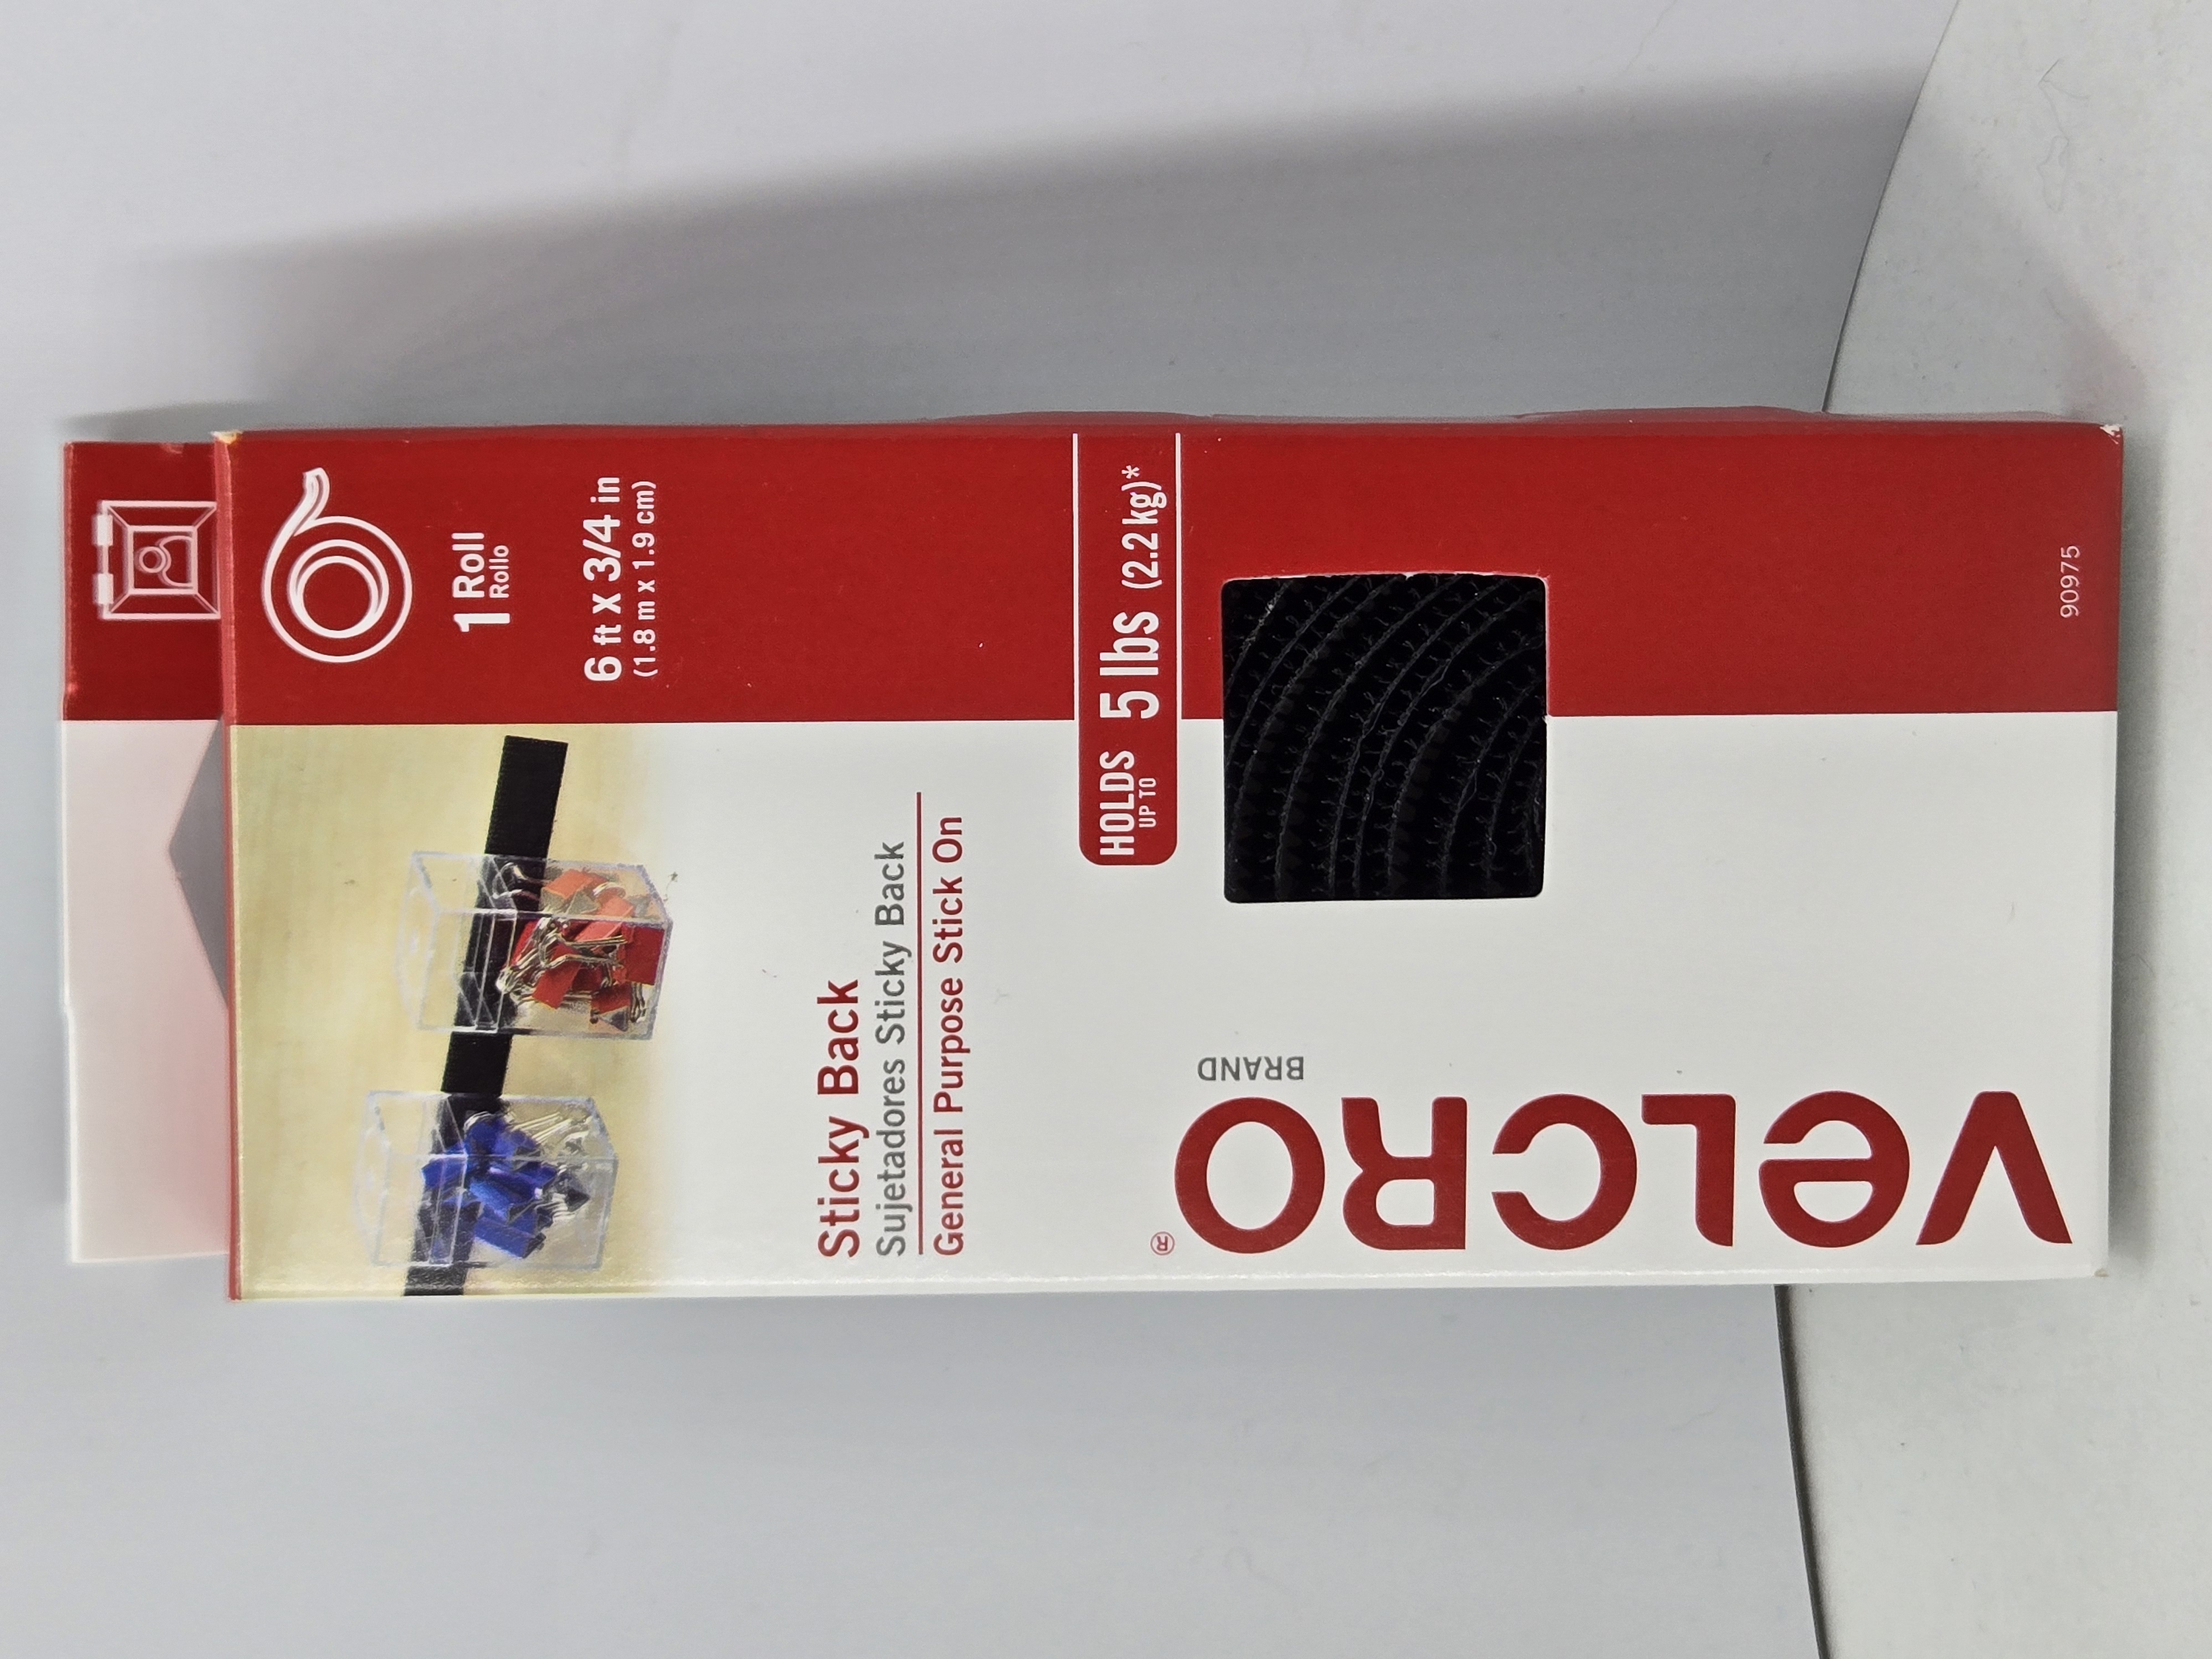 1 Roll
Rollo
6 ft x 3/4 in
(1.8 m x 1.9 cm)
Sticky Back
Sujetadores Sticky Back
General Purpose Stick On
HOLDS
UP TO
5 lbs (2.2 kg)*
VELCRO®
BRAND
90975